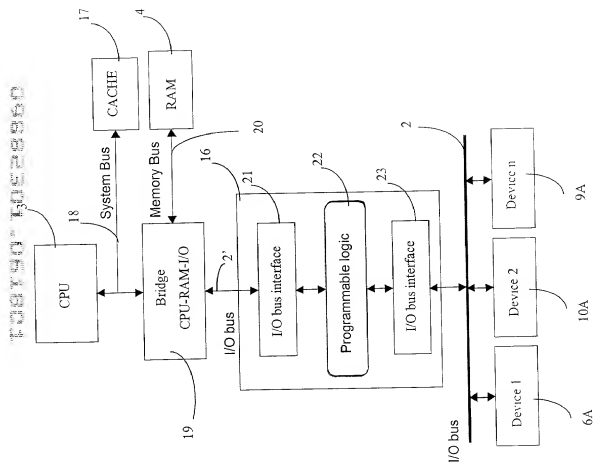 17
CACHE
4
RAM
System Bus
Memory Bus
20
3
CPU
18
Bridge
CPU-RAM-I/O
19
I/O bus
2'
16
21
I/O bus interface
22
Programmable logic
23
I/O bus interface
2
I/O bus
Device 1
Device 2
Device n
6A
10A
9A